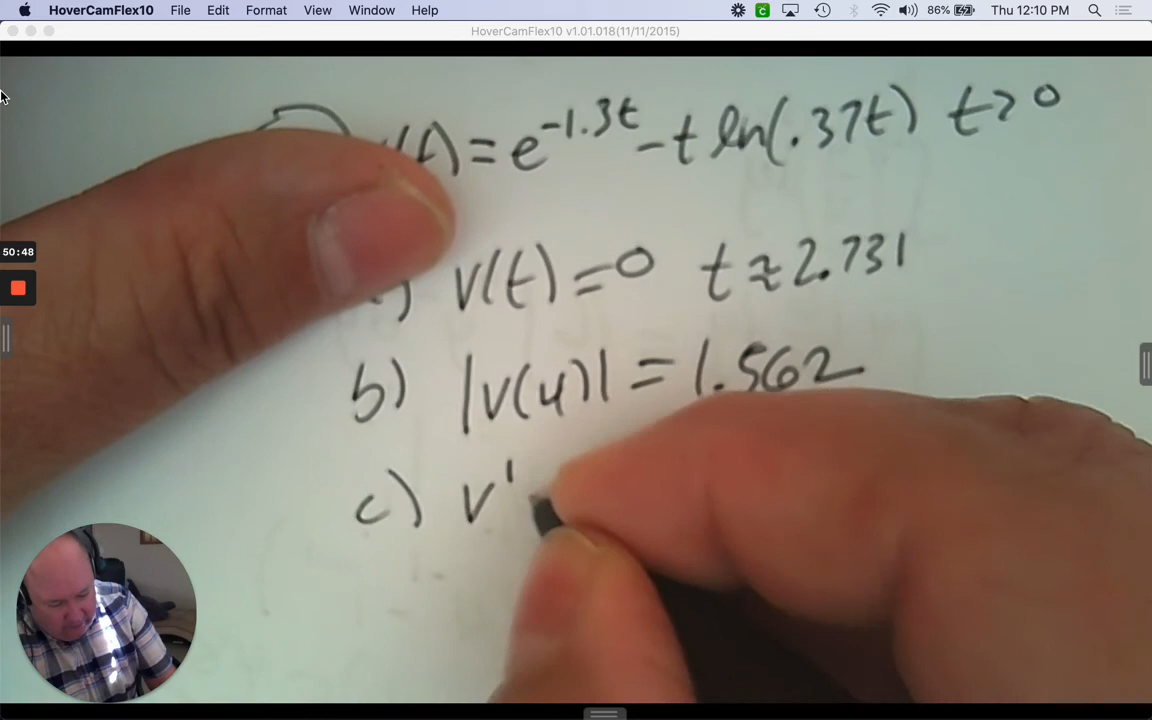 HoverCamFlex10 File Edit Format View Window Help 86% Thu 12:10 PM
HoverCamFlex10 v1.01.018(11/11/2015)
(t)=e^-1.3t -t ln(.37t) t>0
50:48
) v(t)=0 t≈2.731
b) |v(4)|=1.562
c) v'